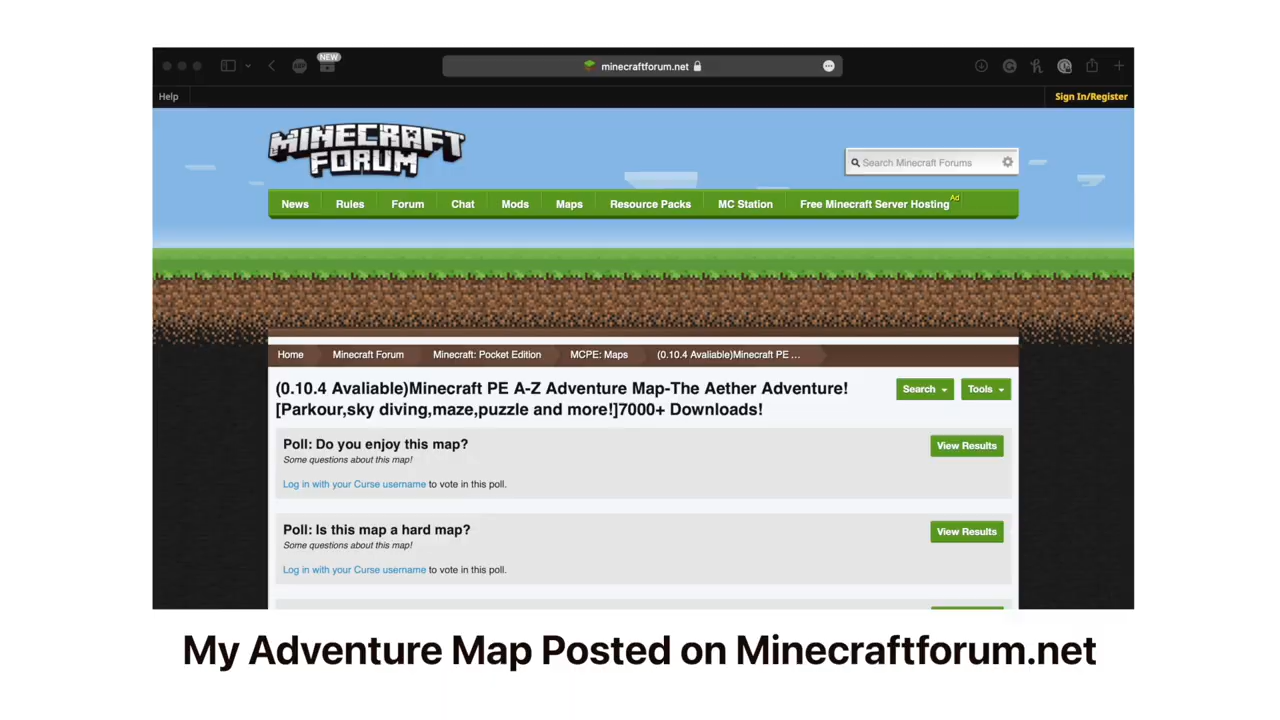 NEW
minecraftforum.net
Help
Sign In/Register
MINECRAFT
FORUM
Search Minecraft Forums
News Rules Forum Chat Mods Maps Resource Packs MC Station Free Minecraft Server Hosting Ad
Home Minecraft Forum Minecraft: Pocket Edition MCPE: Maps (0.10.4 Avaliable)Minecraft PE ...
(0.10.4 Avaliable)Minecraft PE A-Z Adventure Map-The Aether Adventure!
[Parkour,sky diving,maze,puzzle and more!]7000+ Downloads!
Search Tools
Poll: Do you enjoy this map?
Some questions about this map!
View Results
Log in with your Curse username to vote in this poll.
Poll: Is this map a hard map?
Some questions about this map!
View Results
Log in with your Curse username to vote in this poll.
My Adventure Map Posted on Minecraftforum.net